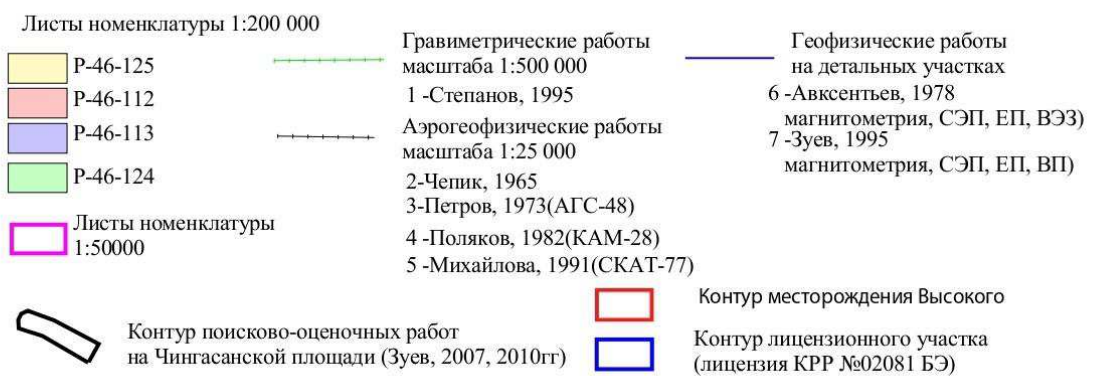 Листы номенклатуры 1:200 000
Р-46-125
Р-46-112
Р-46-113
Р-46-124
Листы номенклатуры
1:50000
Контур поисково-оценочных работ
на Чингасанской площади (Зуев, 2007, 2010гг)
Гравиметрические работы
масштаба 1:500 000
1 -Степанов, 1995
Аэрогеофизические работы
масштаба 1:25 000
2-Чепик, 1965
3-Петров, 1973(АГС-48)
4 -Поляков, 1982(КАМ-28)
5 -Михайлова, 1991(СКАТ-77)
Геофизические работы
на детальных участках
6 -Авксентьев, 1978
магнитометрия, СЭП, ЕП, ВЭЗ)
7 -Зуев, 1995
магнитометрия, СЭП, ЕП, ВП)
Контур месторождения Высокого
Контур лицензионного участка
(лицензия КРР №02081 БЭ)